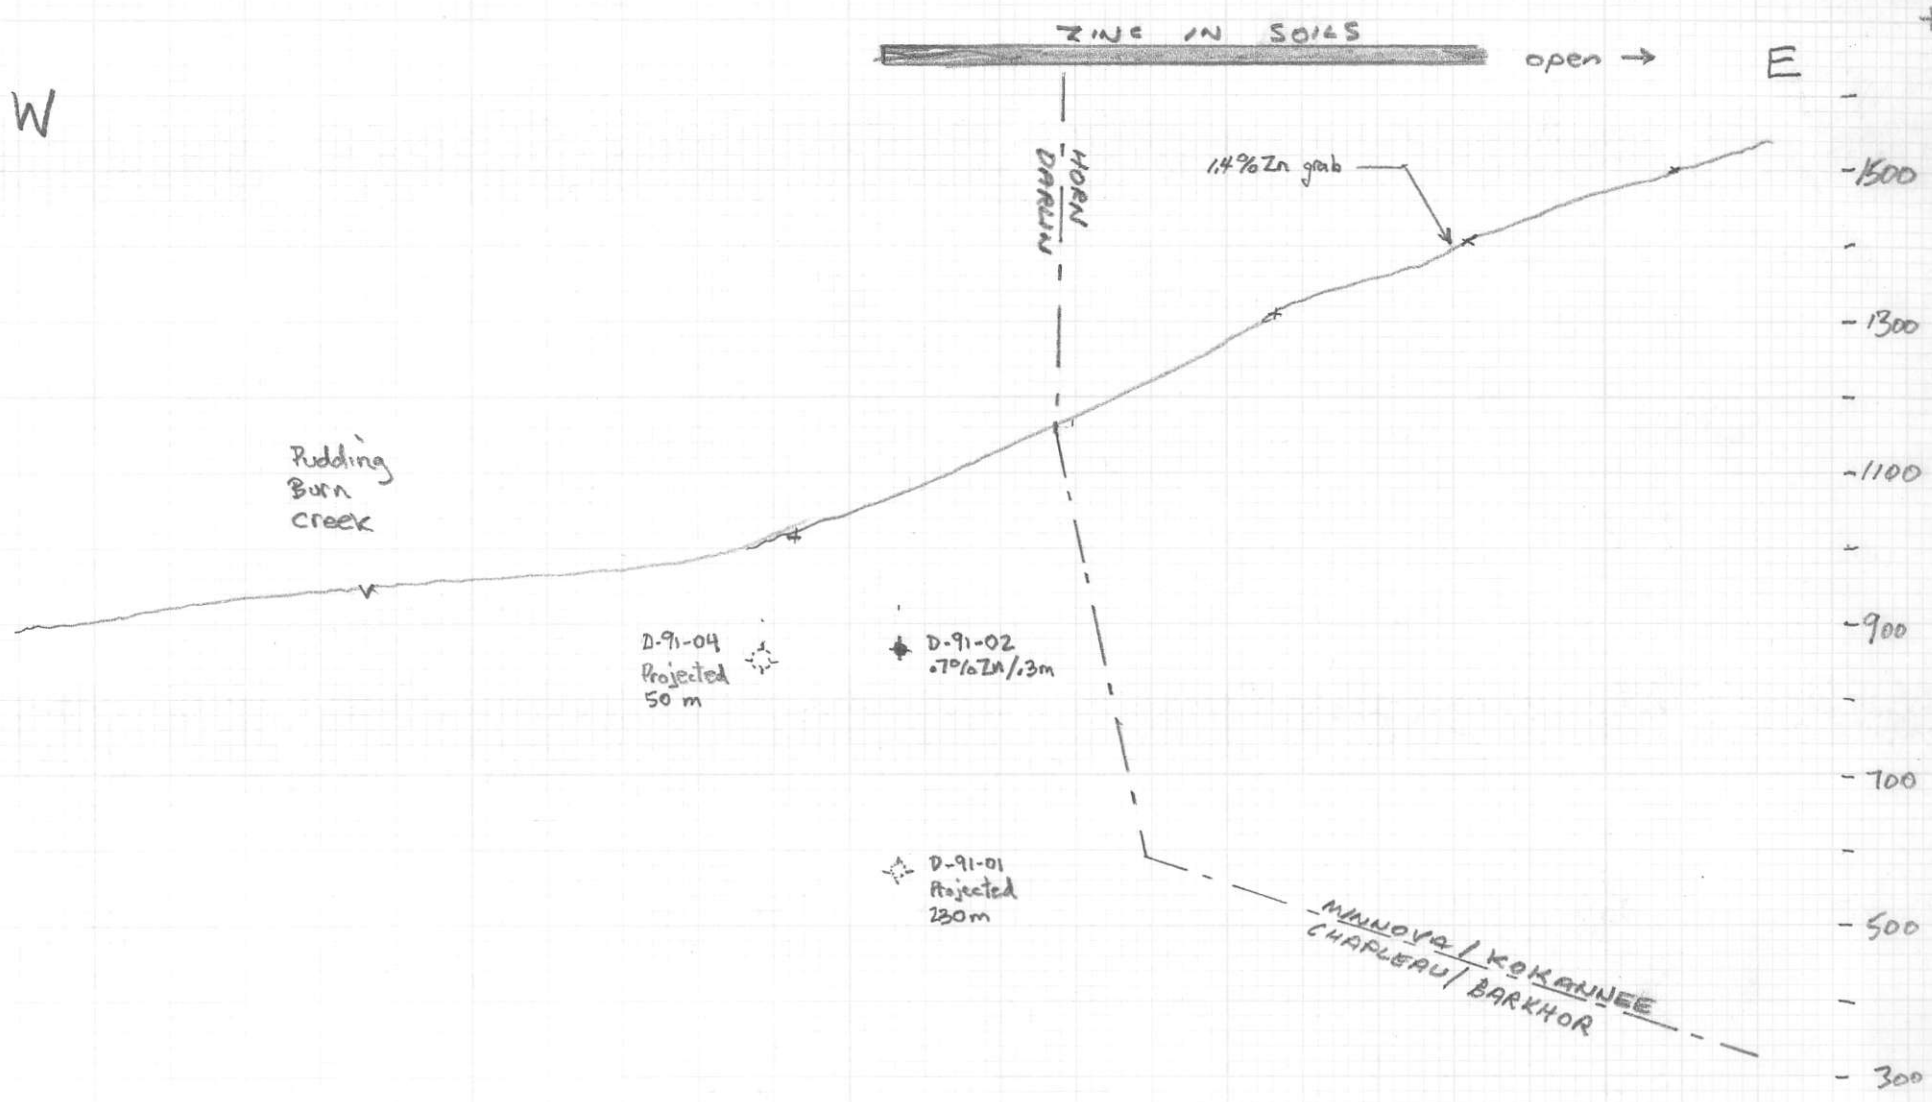 ZINC IN SOILS
open →
E
W
HORN
DARLIN
1.4% Zn grab
1500
1300
Pudding
Burn
Creek
1100
900
D-91-04
Projected
50 m
D-91-02
.7% Zn/.3m
700
D-91-01
Projected
230m
500
MINNOVA / KOKANNEE
CHAPLEAU / BARKHOR
300